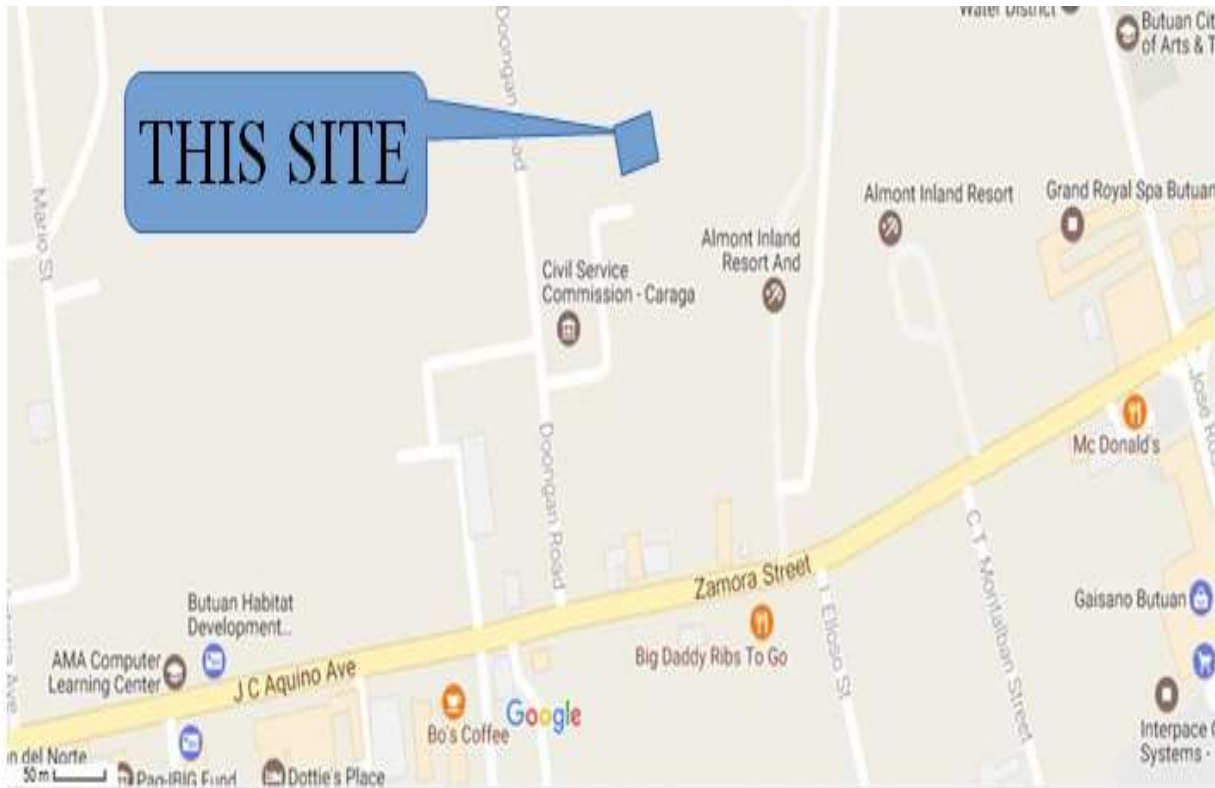 Water District
Butuan Cit
of Arts & T
Doongan Road
THIS SITE
Mario St
Almont Inland Resort
Grand Royal Spa Butuan
Almont Inland
Resort And
Civil Service
Commission - Caraga
Jose Ro
Mc Donald's
Doongan Road
C.T. Montalban Street
Zamora Street
Gaisano Butuan
Butuan Habitat
Development..
Big Daddy Ribs To Go
AMA Computer
Learning Center
J C Aquino Ave
Bo's Coffee
Google
Interpace
Systems -
n del Norte
50 m
Pag-IBIG Fund
Dottie's Place